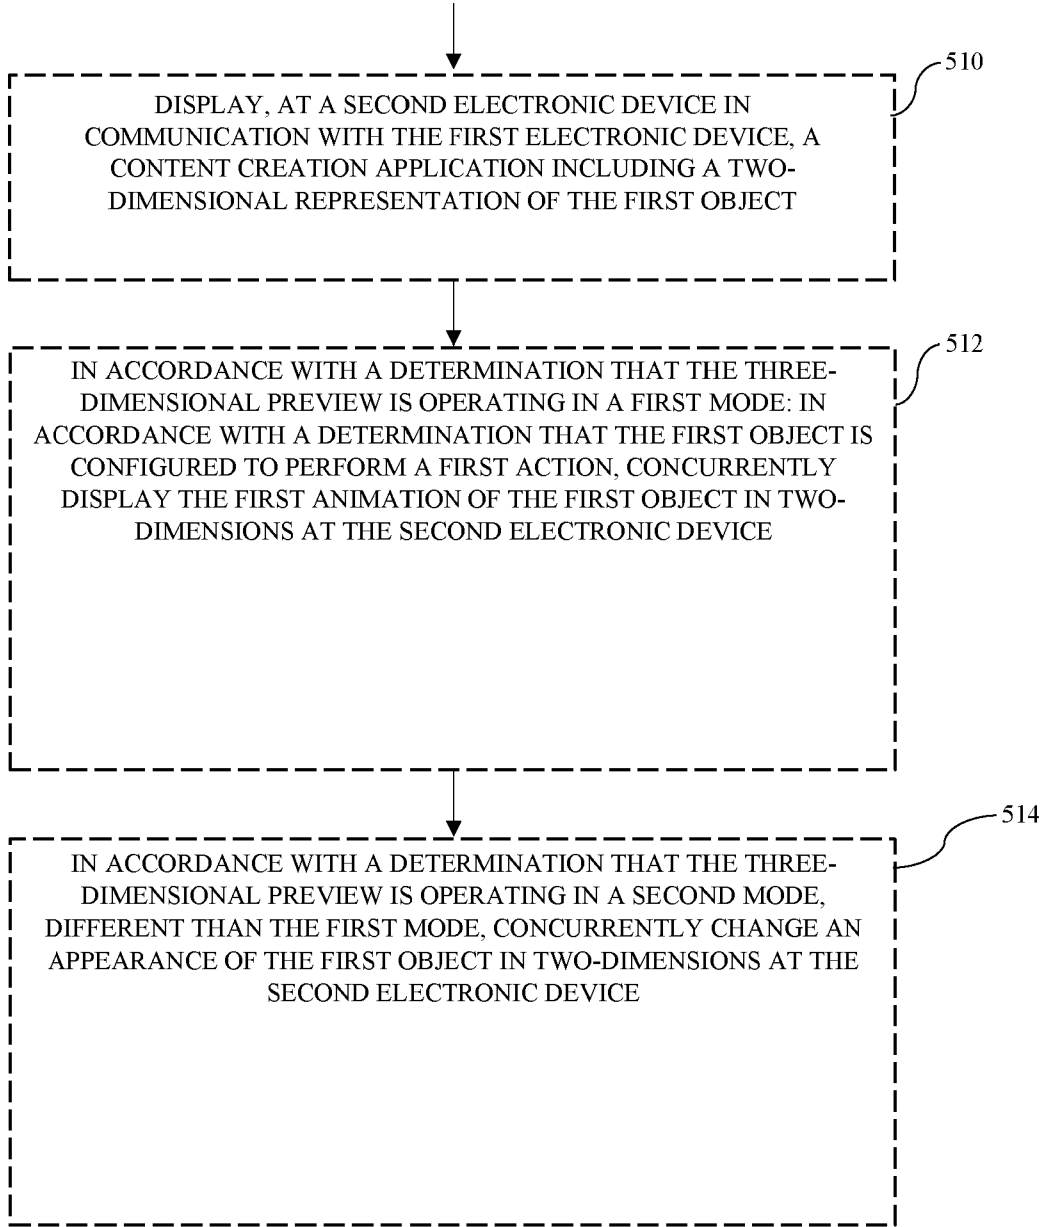 510
DISPLAY, AT A SECOND ELECTRONIC DEVICE IN
COMMUNICATION WITH THE FIRST ELECTRONIC DEVICE, A
CONTENT CREATION APPLICATION INCLUDING A TWO-
DIMENSIONAL REPRESENTATION OF THE FIRST OBJECT
512
IN ACCORDANCE WITH A DETERMINATION THAT THE THREE-
DIMENSIONAL PREVIEW IS OPERATING IN A FIRST MODE: IN
ACCORDANCE WITH A DETERMINATION THAT THE FIRST OBJECT IS
CONFIGURED TO PERFORM A FIRST ACTION, CONCURRENTLY
DISPLAY THE FIRST ANIMATION OF THE FIRST OBJECT IN TWO-
DIMENSIONS AT THE SECOND ELECTRONIC DEVICE
514
IN ACCORDANCE WITH A DETERMINATION THAT THE THREE-
DIMENSIONAL PREVIEW IS OPERATING IN A SECOND MODE,
DIFFERENT THAN THE FIRST MODE, CONCURRENTLY CHANGE AN
APPEARANCE OF THE FIRST OBJECT IN TWO-DIMENSIONS AT THE
SECOND ELECTRONIC DEVICE